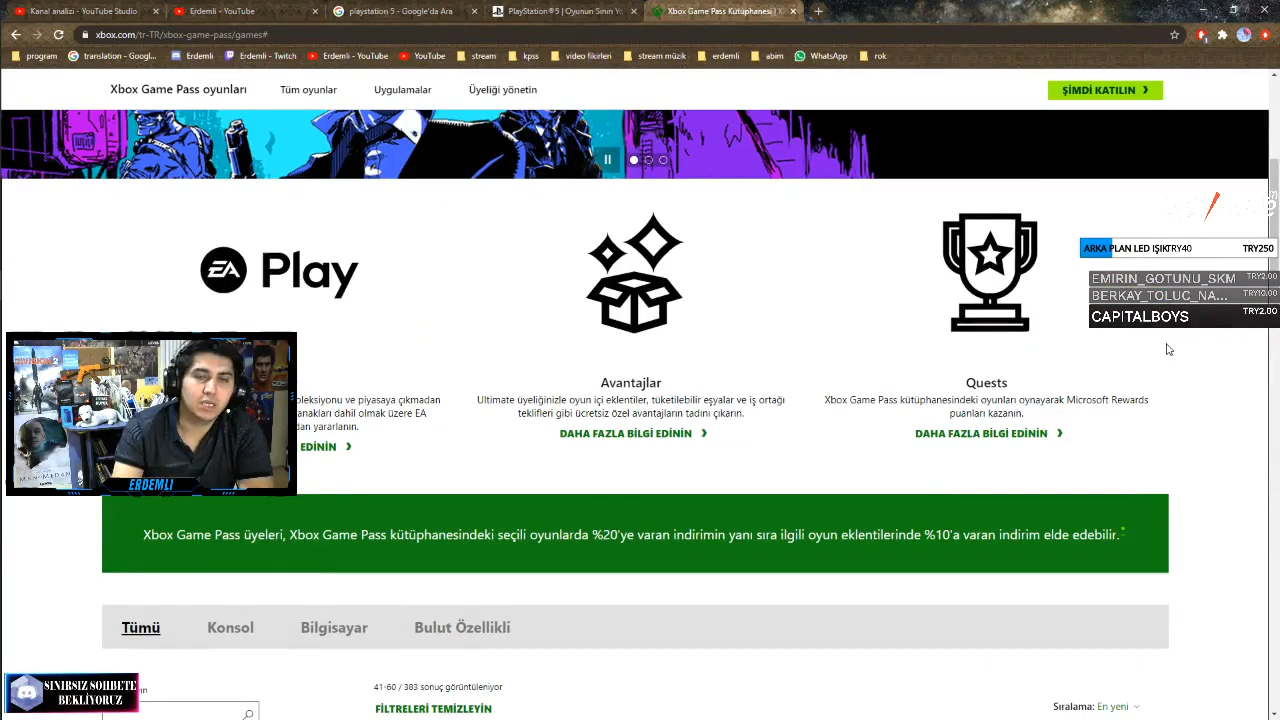 Kanal analizi - YouTube Studio
Erdemli - YouTube
playstation 5 - Google'da Ara
PlayStation®5 | Oyunun Sınırı Yo
Xbox Game Pass Kütüphanesi | X
xbox.com/tr-TR/xbox-game-pass/games#
program
translation - Googl...
Erdemli
Erdemli - Twitch
Erdemli - YouTube
YouTube
stream
kpss
video fikirleri
stream müzik
erdemli
abim
WhatsApp
rok
Xbox Game Pass oyunları
Tüm oyunlar
Uygulamalar
Üyeliği yönetin
ŞİMDİ KATILIN
EA Play
ARKA PLAN LED IŞIKTRY40 TRY250
EMIRIN_GOTUNU_SKM TRY2.00
BERKAY_TOLUC_NA... TRY10.00
CAPITALBOYS TRY2.00
oleksiyonu ve piyasaya çıkmadan
anakları dahil olmak üzere EA
dan yararlanın.
EDİNİN
Avantajlar
Ultimate üyeliğinizle oyun içi eklentiler, tüketilebilir eşyalar ve iş ortağı
teklifleri gibi ücretsiz özel avantajların tadını çıkarın.
DAHA FAZLA BİLGİ EDİNİN
Quests
Xbox Game Pass kütüphanesindeki oyunları oynayarak Microsoft Rewards
puanları kazanın.
DAHA FAZLA BİLGİ EDİNİN
ERDEMLI
Xbox Game Pass üyeleri, Xbox Game Pass kütüphanesindeki seçili oyunlarda %20'ye varan indirimin yanı sıra ilgili oyun eklentilerinde %10'a varan indirim elde edebilir.*
Tümü
Konsol
Bilgisayar
Bulut Özellikli
SINIRSIZ SOHBETE
BEKLİYORUZ
41-60 / 383 sonuç görüntüleniyor
FİLTRELERİ TEMİZLEYİN
Sıralama: En yeni